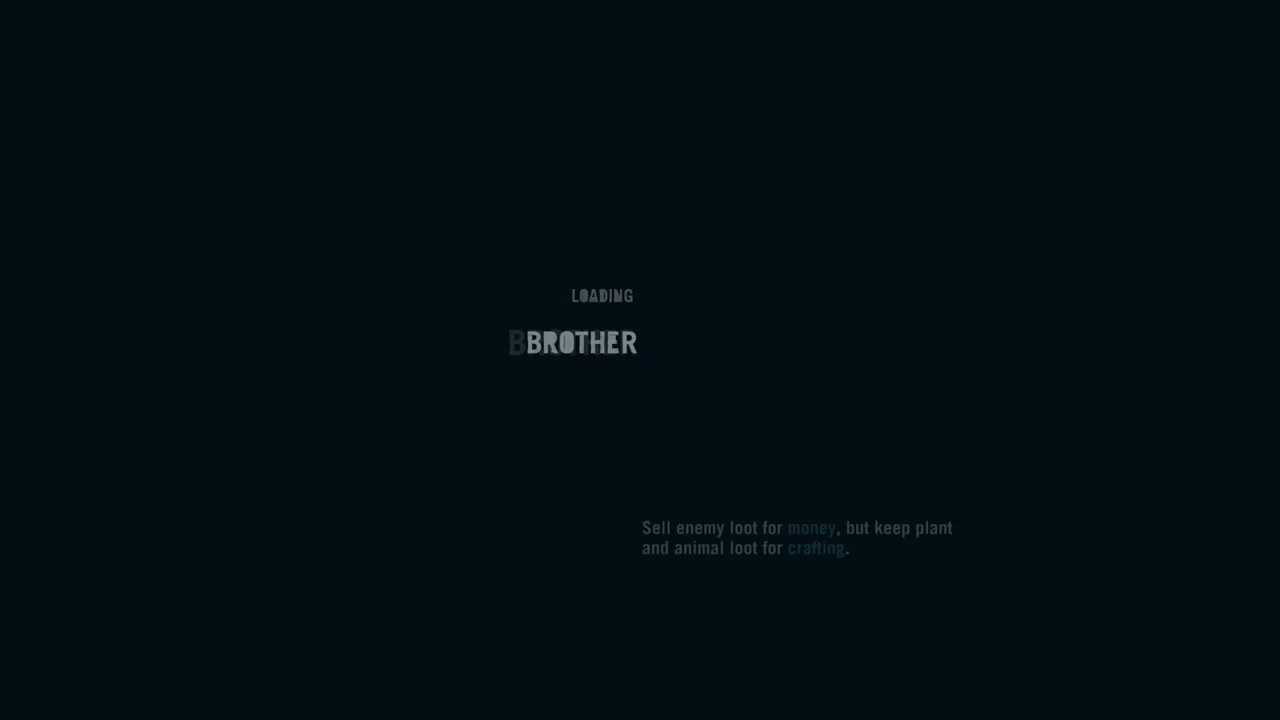 LOADING
BROTHER
Sell enemy loot for money, but keep plant
and animal loot for crafting.